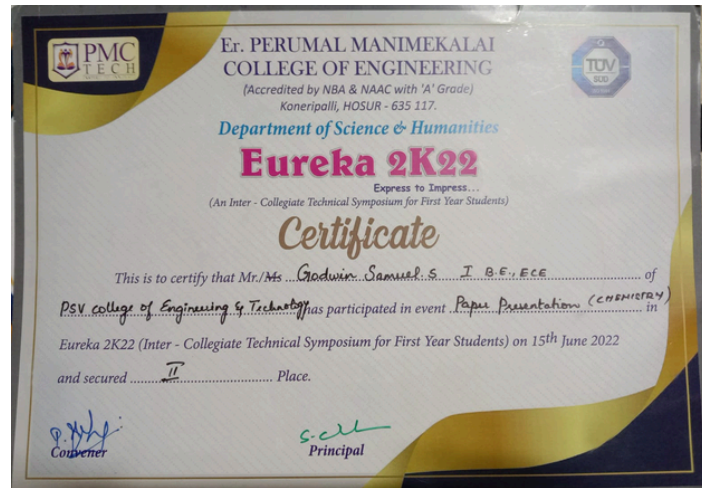 PMC
TECH
Er. PERUMAL MANIMEKALAI
COLLEGE OF ENGINEERING
(Accredited by NBA & NAAC with 'A' Grade)
Koneripalli, HOSUR - 635 117.
TÜV
SÜD
Department of Science & Humanities
Eureka 2K22
Express to Impress...
(An Inter - Collegiate Technical Symposium for First Year Students)
Certificate
This is to certify that Mr./Ms Godwin Samuel. S I B.E., ECE of
PSV college of Engineering & Technology has participated in event Paper Presentation (CHEMISTRY) in
Eureka 2K22 (Inter - Collegiate Technical Symposium for First Year Students) on 15th June 2022
and secured II Place.
Convener
Principal